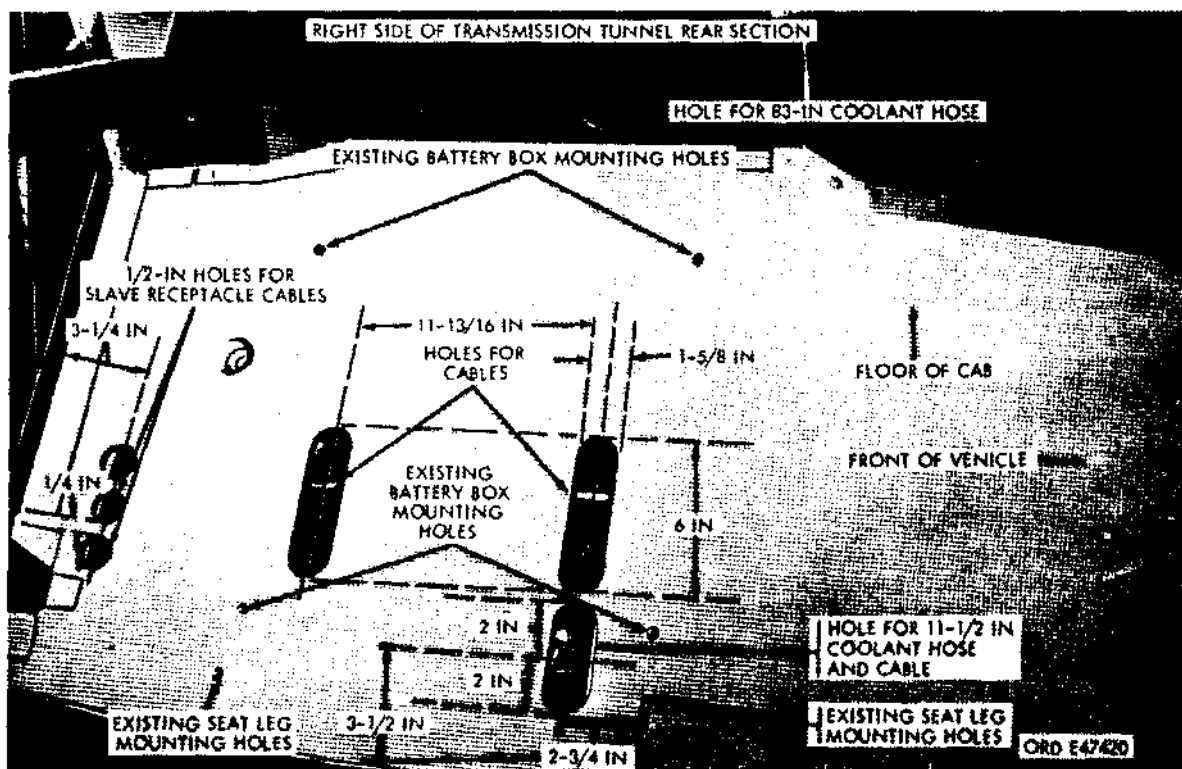 RIGHT SIDE OF TRANSMISSION TUNNEL REAR SECTION
HOLE FOR 83-IN COOLANT HOSE
EXISTING BATTERY BOX MOUNTING HOLES
1/2-IN HOLES FOR
SLAVE RECEPTACLE CABLES
3-1/4 IN
11-13/16 IN
HOLES FOR
CABLES
1-5/8 IN
FLOOR OF CAB
FRONT OF VEHICLE
1/4 IN
EXISTING
BATTERY BOX
MOUNTING
HOLES
6 IN
2 IN
2 IN
3-1/2 IN
2-3/4 IN
HOLE FOR 11-1/2 IN
COOLANT HOSE
AND CABLE
EXISTING SEAT LEG
MOUNTING HOLES
EXISTING SEAT LEG
MOUNTING HOLES
ORD E47420